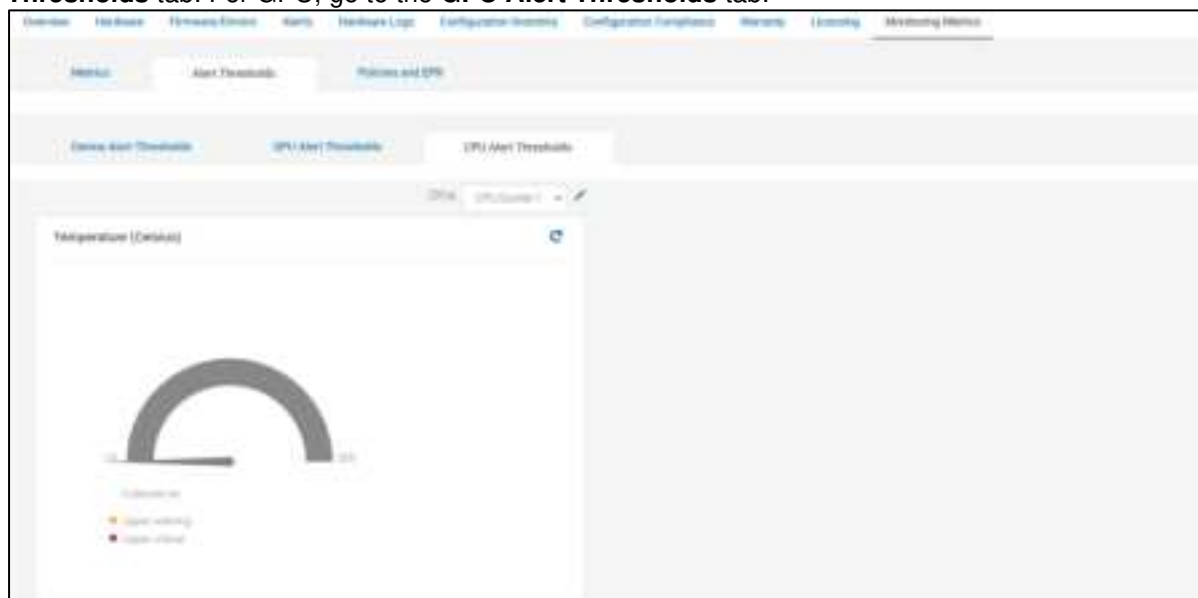 Thresholds tab. For GPU, go to the GPU Alert Thresholds tab.
Overview Hardware Firmware/Drivers Alerts Hardware Logs Configuration Inventory Configuration Compliance Warranty Licensing Monitoring Metrics
Metrics Alert Thresholds Policies and EPR
Device Alert Thresholds GPU Alert Thresholds CPU Alert Thresholds
Temperature (Celsius)
Upper warning
Upper critical